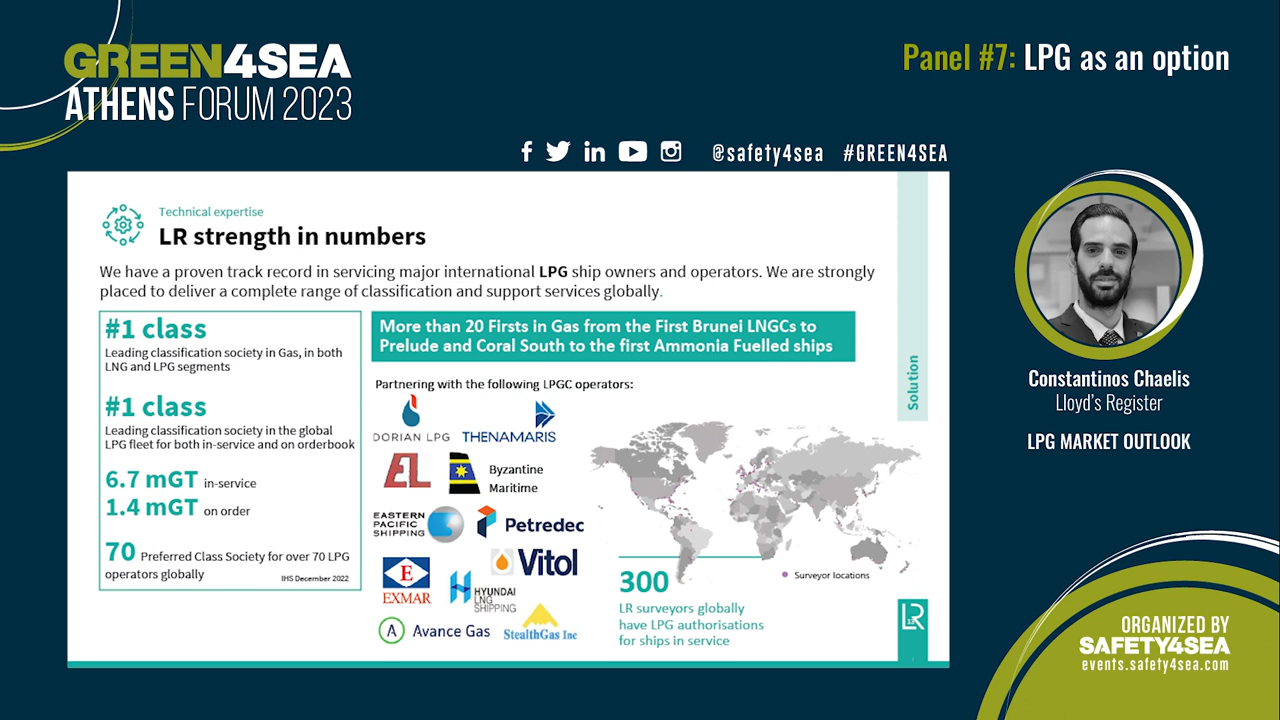 GREEN4SEA
ATHENS FORUM 2023
Panel #7: LPG as an option
@safety4sea #GREEN4SEA
Technical expertise
LR strength in numbers
We have a proven track record in servicing major international LPG ship owners and operators. We are strongly
placed to deliver a complete range of classification and support services globally.
#1 class
Leading classification society in Gas, in both
LNG and LPG segments
#1 class
Leading classification society in the global
LPG fleet for both in-service and on orderbook
6.7 mGT in-service
1.4 mGT on order
70 Preferred Class Society for over 70 LPG
operators globally
IHS December 2022
More than 20 Firsts in Gas from the First Brunei LNGCs to
Prelude and Coral South to the first Ammonia Fuelled ships
Partnering with the following LPGC operators:
DORIAN LPG
THENAMARIS
EL
Byzantine
Maritime
EASTERN
PACIFIC
SHIPPING
Petredec
E
EXMAR
Vitol
HYUNDAI
LNG
SHIPPING
A Avance Gas
StealthGas Inc
300
LR surveyors globally
have LPG authorisations
for ships in service
Surveyor locations
Solution
LR
Constantinos Chaelis
Lloyd's Register
LPG MARKET OUTLOOK
ORGANIZED BY
SAFETY4SEA
events.safety4sea.com